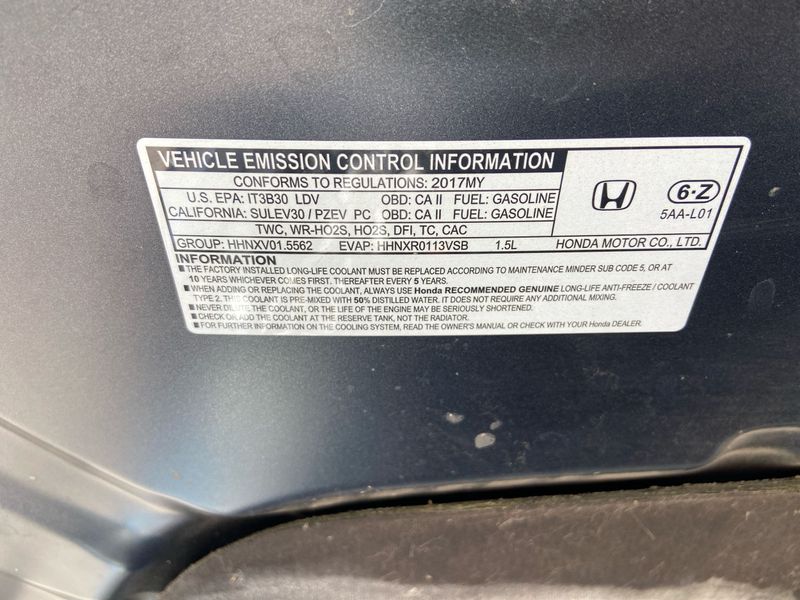 VEHICLE EMISSION CONTROL INFORMATION
CONFORMS TO REGULATIONS: 2017MY
U.S. EPA: IT3B30 LDV OBD: CA II FUEL: GASOLINE
CALIFORNIA: SULEV30 / PZEV PC OBD: CA II FUEL: GASOLINE
TWC, WR-HO2S, HO2S, DFI, TC, CAC
GROUP: HHNXV01.5562 EVAP: HHNXR0113VSB 1.5L
6·Z
5AA-L01
HONDA MOTOR CO., LTD.
INFORMATION
■ THE FACTORY INSTALLED LONG-LIFE COOLANT MUST BE REPLACED ACCORDING TO MAINTENANCE MINDER SUB CODE 5, OR AT
10 YEARS WHICHEVER COMES FIRST. THEREAFTER EVERY 5 YEARS.
■ WHEN ADDING OR REPLACING THE COOLANT, ALWAYS USE Honda RECOMMENDED GENUINE LONG-LIFE ANTI-FREEZE / COOLANT
TYPE 2. THIS COOLANT IS PRE-MIXED WITH 50% DISTILLED WATER. IT DOES NOT REQUIRE ANY ADDITIONAL MIXING.
■ NEVER DILUTE THE COOLANT, OR THE LIFE OF THE ENGINE MAY BE SERIOUSLY SHORTENED.
■ CHECK OR ADD THE COOLANT AT THE RESERVE TANK, NOT THE RADIATOR.
■ FOR FURTHER INFORMATION ON THE COOLING SYSTEM, READ THE OWNER'S MANUAL OR CHECK WITH YOUR Honda DEALER.